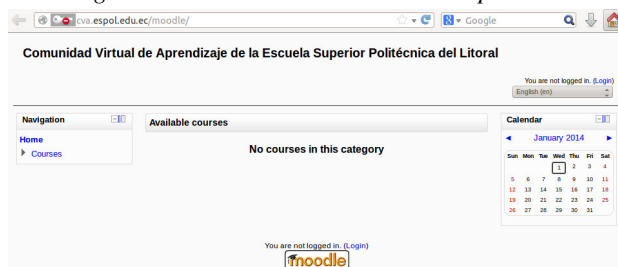 cva.espol.edu.ec/moodle/
Google
Comunidad Virtual de Aprendizaje de la Escuela Superior Politécnica del Litoral
You are not logged in. (Login)
English (en)
Navigation
Home
Courses
Available courses
No courses in this category
Calendar
January 2014
Sun Mon Tue Wed Thu Fri Sat
1 2 3 4
5 6 7 8 9 10 11
12 13 14 15 16 17 18
19 20 21 22 23 24 25
26 27 28 29 30 31
You are not logged in. (Login)
moodle